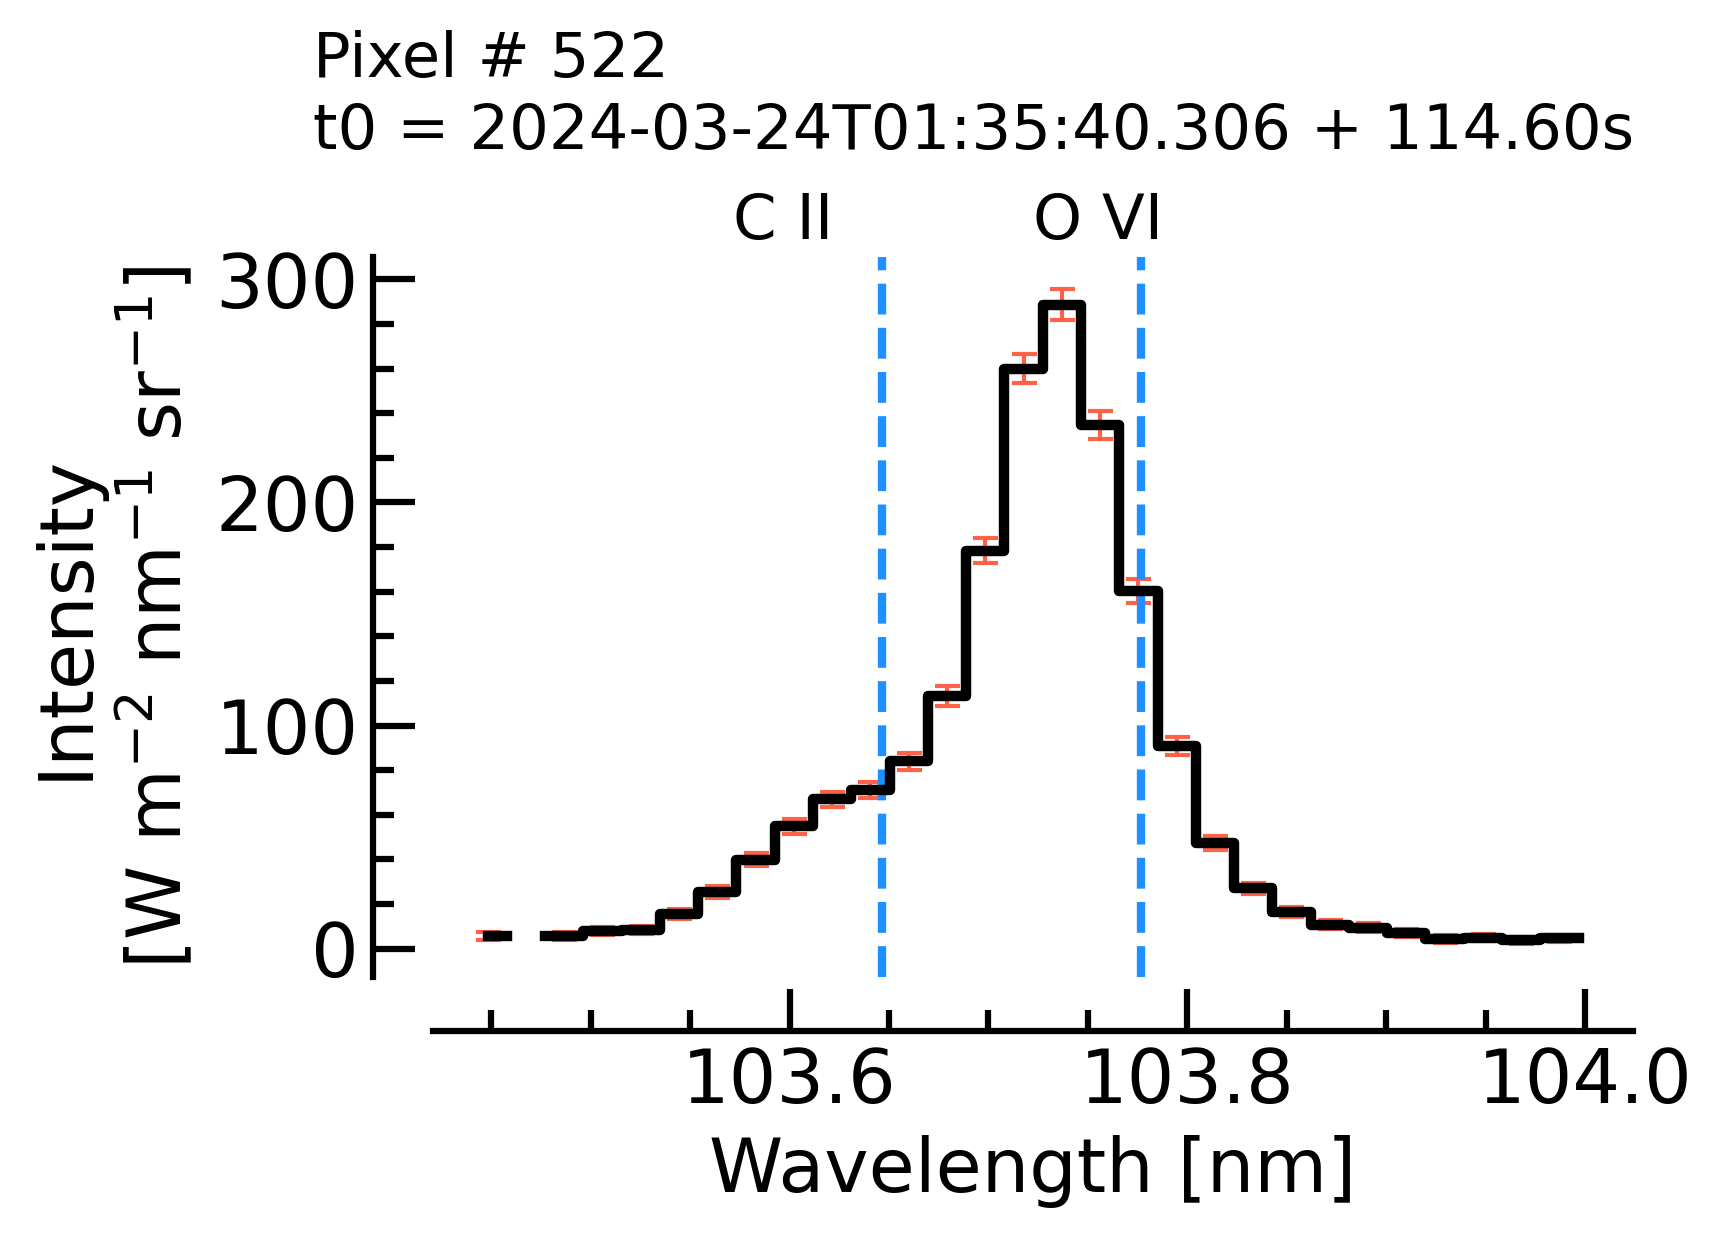 Pixel # 522
t0 = 2024-03-24T01:35:40.306 + 114.60s
C II O VI
300
200
100
0
Intensity
[W m⁻² nm⁻¹ sr⁻¹]
103.6 103.8 104.0
Wavelength [nm]